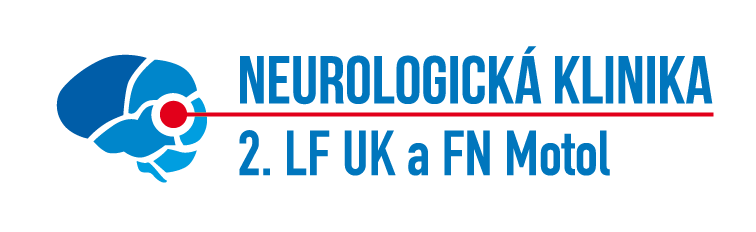 NEUROLOGICKÁ KLINIKA
2. LF UK a FN Motol